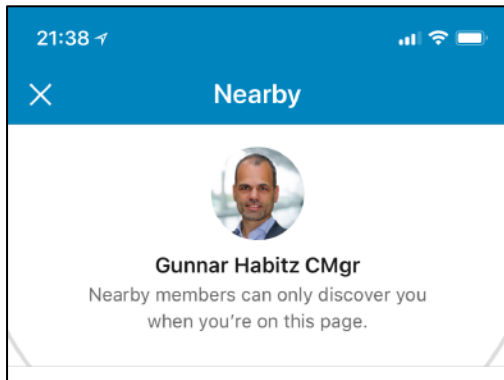 21:38
Nearby
Gunnar Habitz CMgr
Nearby members can only discover you
when you're on this page.